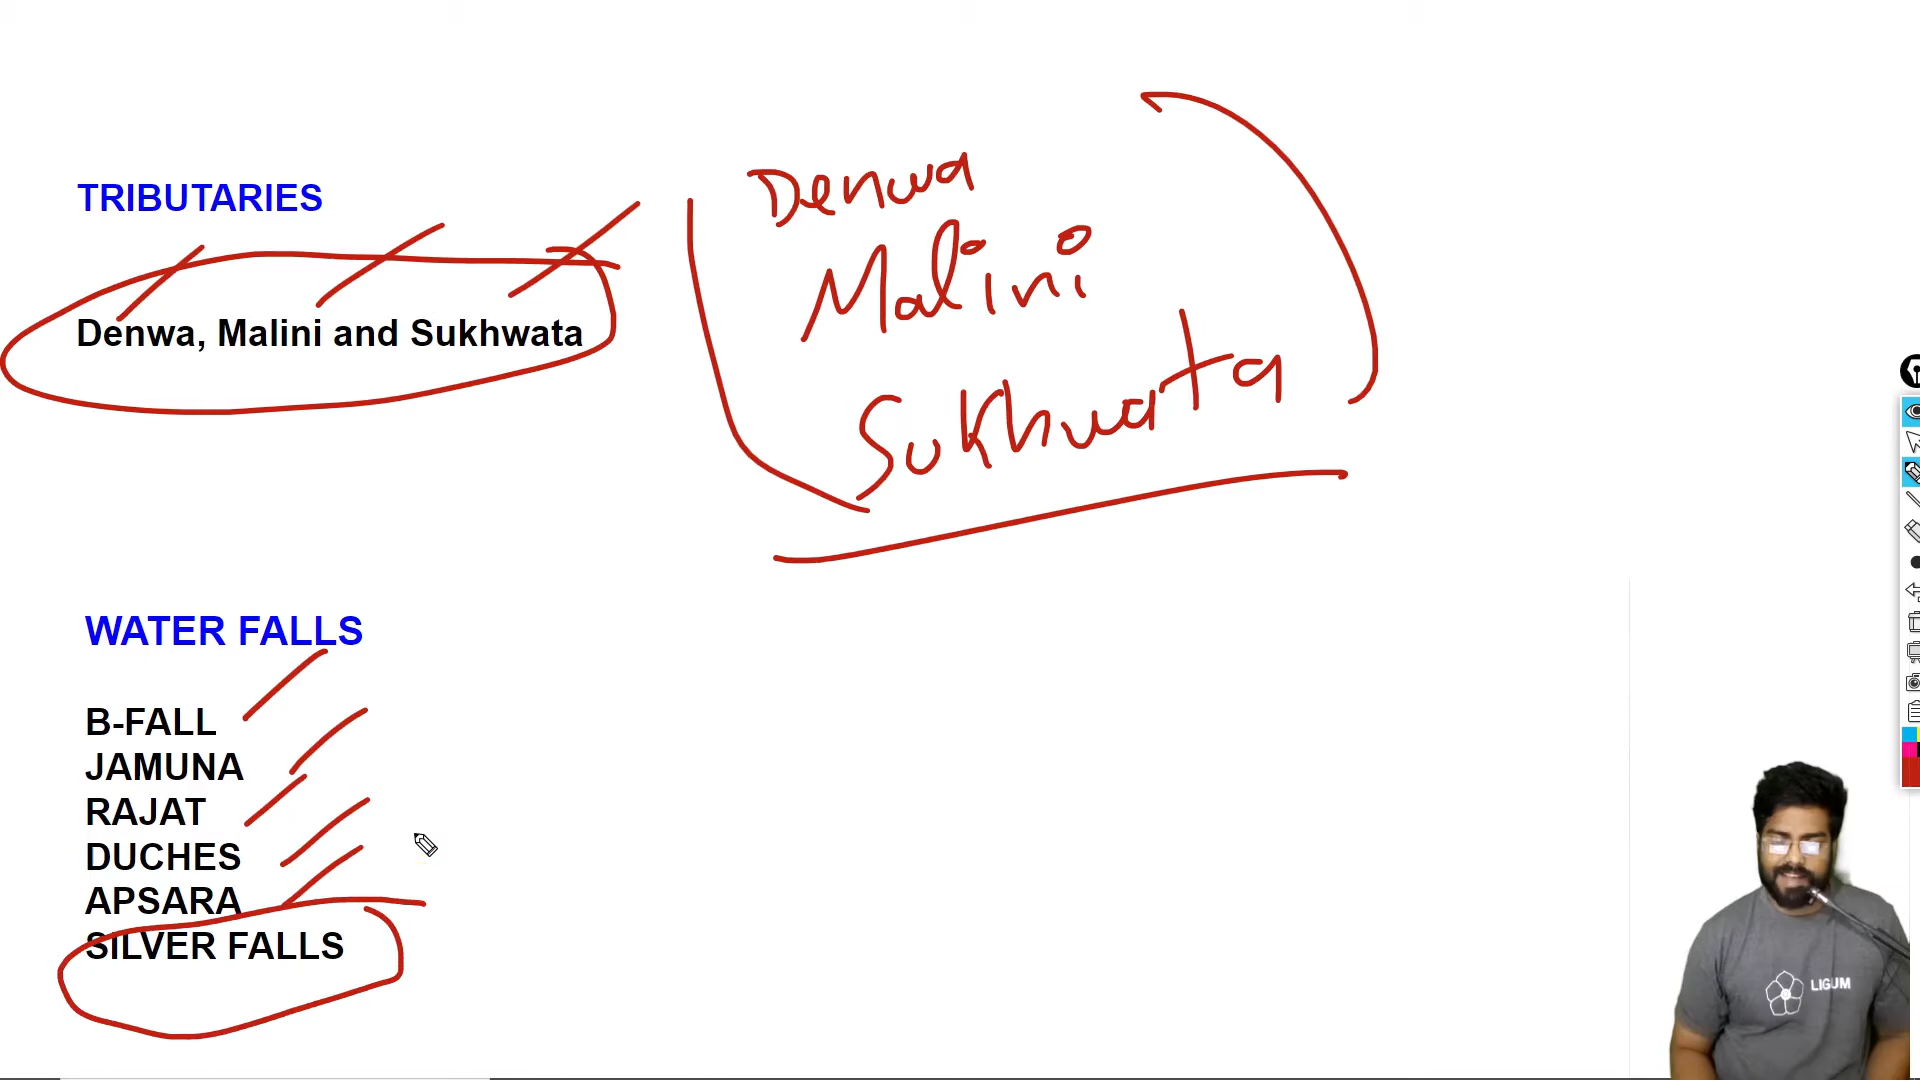 TRIBUTARIES
Denwa, Malini and Sukhwata
Denwa
Malini
Sukhwata
WATER FALLS
B-FALL
JAMUNA
RAJAT
DUCHES
APSARA
SILVER FALLS
LIGUM